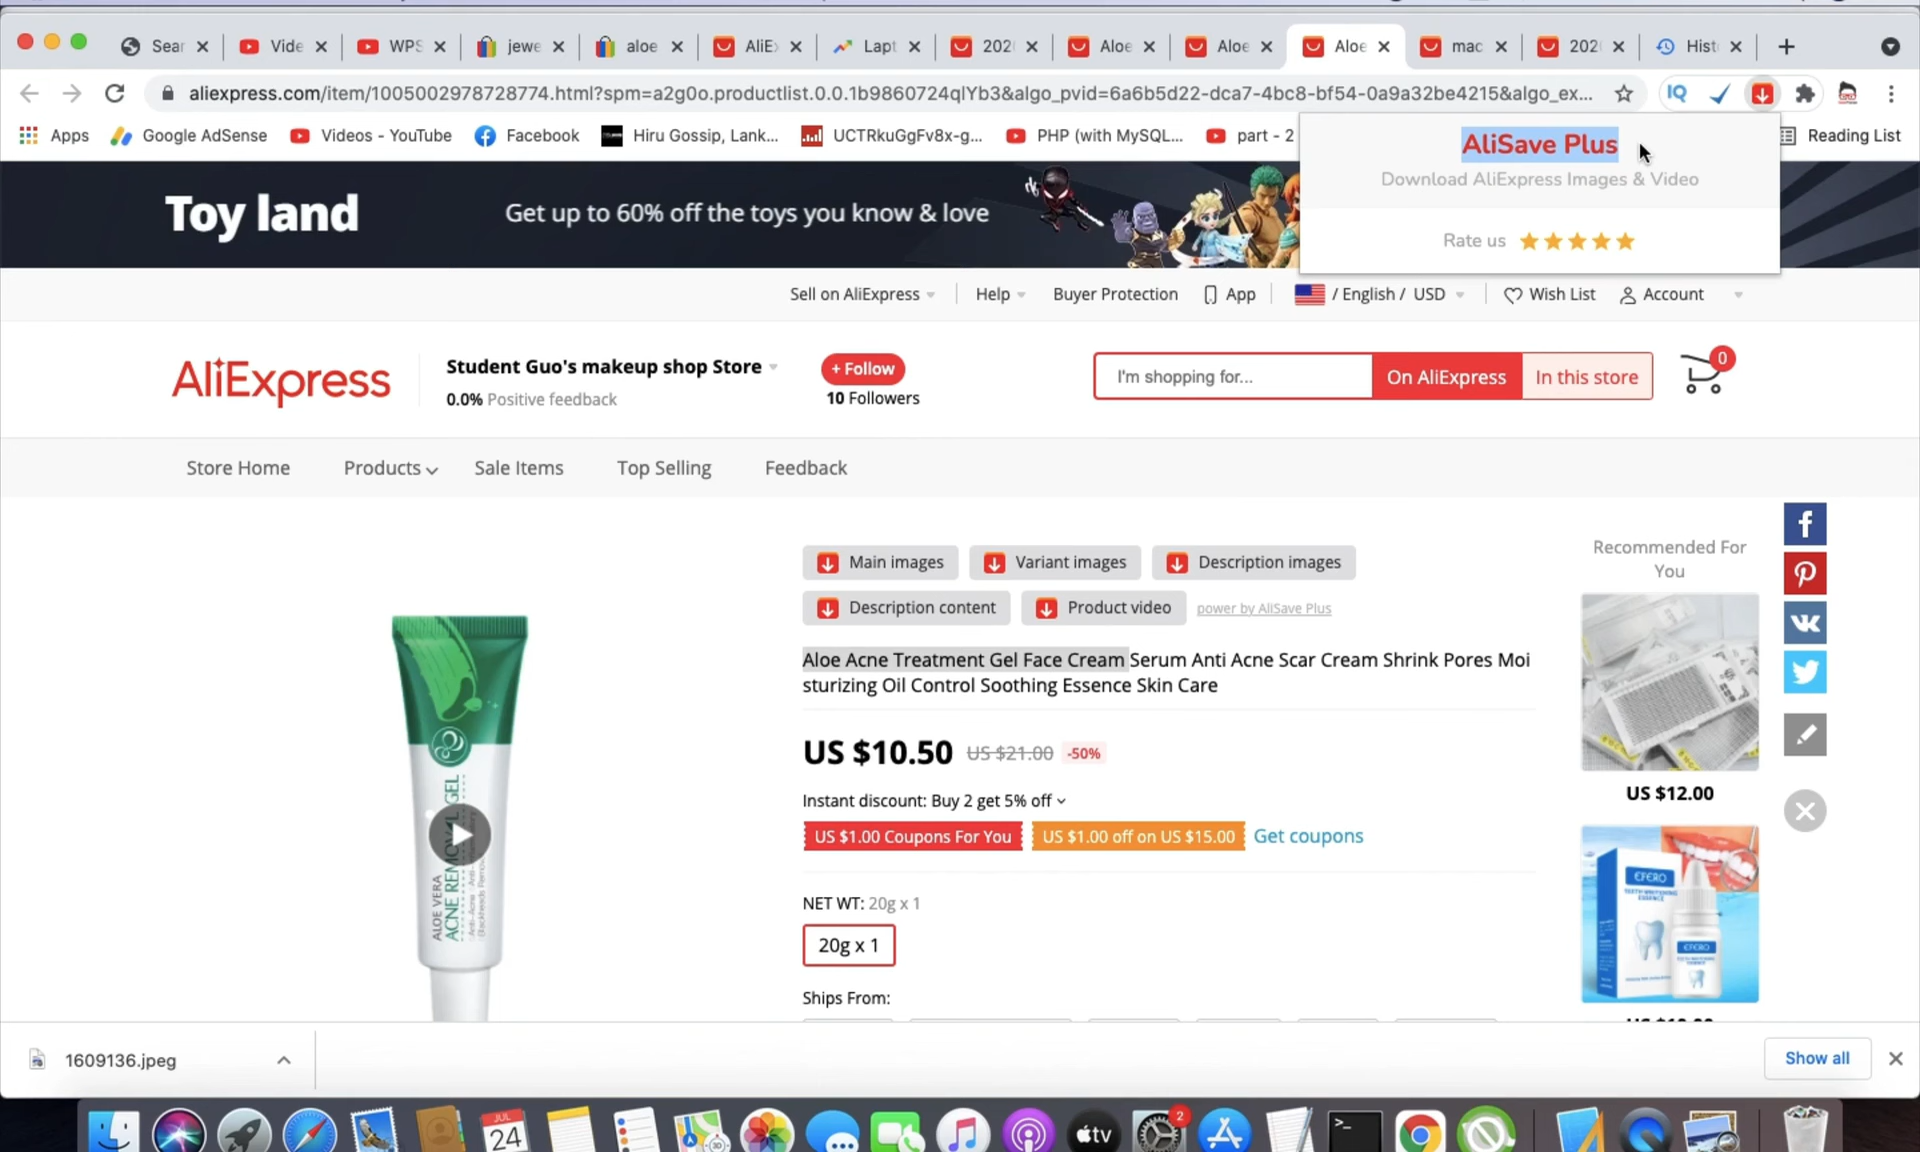 Sear
Vide
WPS
jewe
aloe
AliEx
Lapt
202
Aloe
Aloe
Aloe
mac
202
Hist
aliexpress.com/item/1005002978728774.html?spm=a2g0o.productlist.0.0.1b9860724qlYb3&algo_pvid=6a6b5d22-dca7-4bc8-bf54-0a9a32be4215&algo_ex...
Apps
Google AdSense
Videos - YouTube
Facebook
Hiru Gossip, Lank...
UCTRkuGgFv8x-g...
PHP (with MySQL...
part - 2
Reading List
AliSave Plus
Download AliExpress Images & Video
Rate us
Toy land
Get up to 60% off the toys you know & love
Sell on AliExpress
Help
Buyer Protection
App
/ English / USD
Wish List
Account
AliExpress
Student Guo's makeup shop Store
0.0% Positive feedback
+ Follow
10 Followers
I'm shopping for...
On AliExpress
In this store
0
Store Home
Products
Sale Items
Top Selling
Feedback
Main images
Variant images
Description images
Description content
Product video
power by AliSave Plus
Aloe Acne Treatment Gel Face Cream Serum Anti Acne Scar Cream Shrink Pores Moi
sturizing Oil Control Soothing Essence Skin Care
US $10.50 US $21.00 -50%
Instant discount: Buy 2 get 5% off
US $1.00 Coupons For You
US $1.00 off on US $15.00
Get coupons
NET WT: 20g x 1
20g x 1
Ships From:
ALOE VERA
ACNE REMOVAL GEL
Recommended For
You
US $12.00
EFERO
TEETH WHITENING
ESSENCE
EFERO
1609136.jpeg
Show all
JUL
24
tv
2